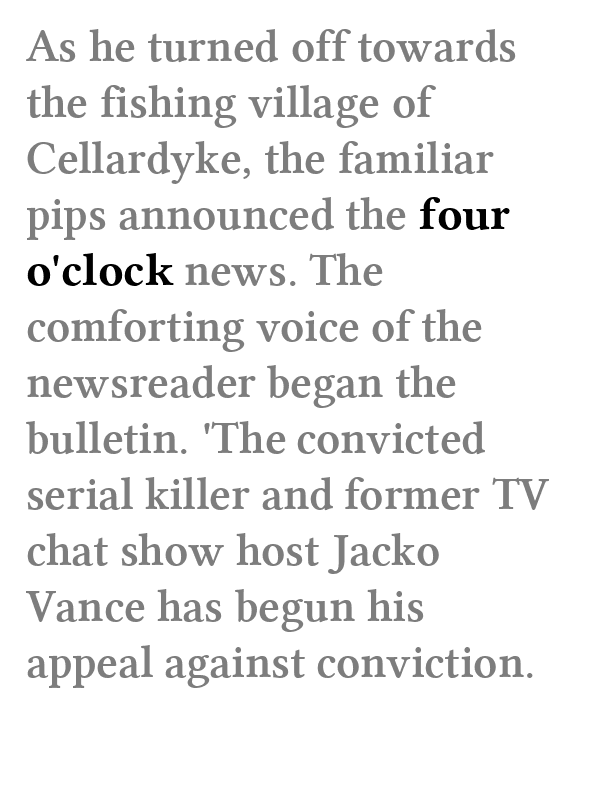 As he turned off towards
the fishing village of
Cellardyke, the familiar
pips announced the four
o'clock news. The
comforting voice of the
newsreader began the
bulletin. 'The convicted
serial killer and former TV
chat show host Jacko
Vance has begun his
appeal against conviction.